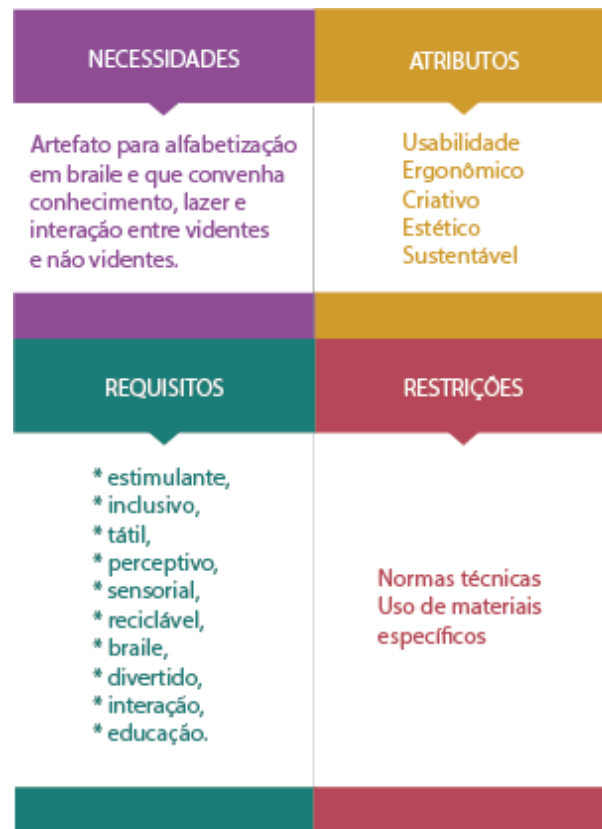 NECESSIDADES
Artefato para alfabetização
em braile e que convenha
conhecimento, lazer e
interação entre videntes
e não videntes.
ATRIBUTOS
Usabilidade
Ergonômico
Criativo
Estético
Sustentável
REQUISITOS
* estimulante,
* inclusivo,
* tátil,
* perceptivo,
* sensorial,
* reciclável,
* braile,
* divertido,
* interação,
* educação.
RESTRIÇÕES
Normas técnicas
Uso de materiais
específicos